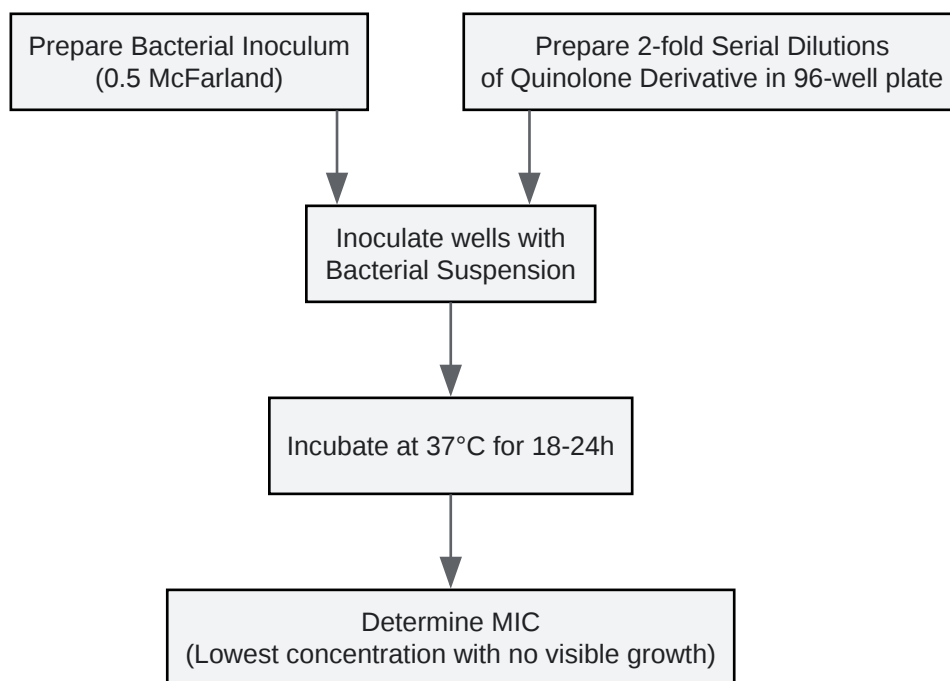 Prepare Bacterial Inoculum
(0.5 McFarland)
Prepare 2-fold Serial Dilutions
of Quinolone Derivative in 96-well plate
Inoculate wells with
Bacterial Suspension
Incubate at 37°C for 18-24h
Determine MIC
(Lowest concentration with no visible growth)